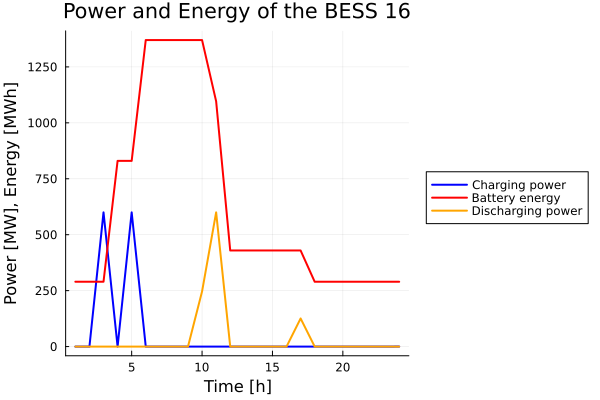 Power and Energy of the BESS 16
Power [MW], Energy [MWh]
1250
1000
750
500
250
0
5
10
15
20
Time [h]
Charging power
Battery energy
Discharging power